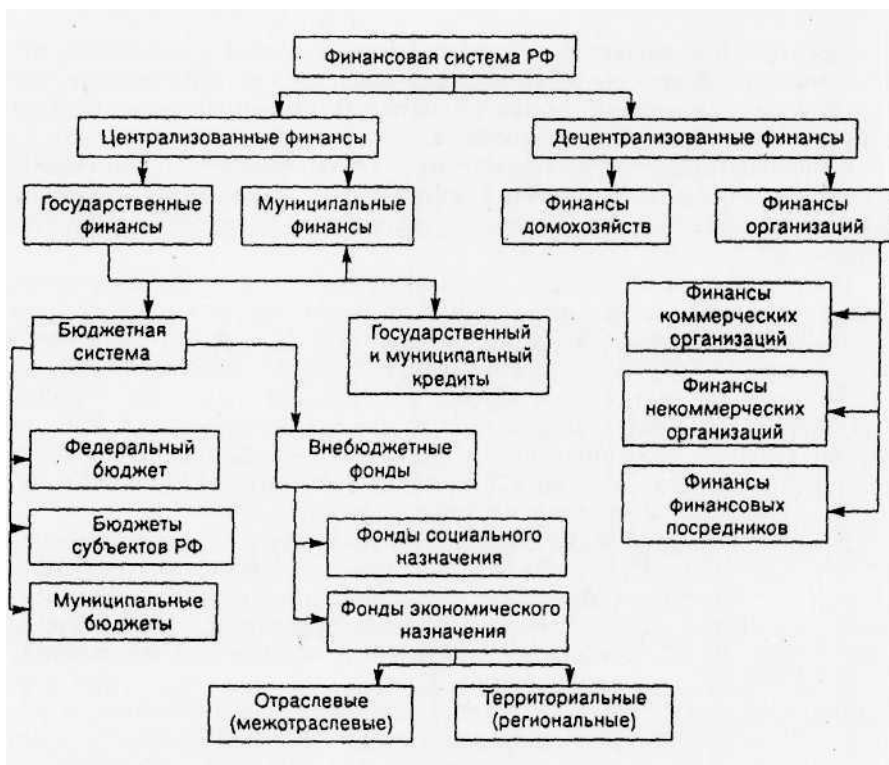 Финансовая система РФ
Централизованные финансы
Децентрализованные финансы
Государственные
финансы
Муниципальные
финансы
Финансы
домохозяйств
Финансы
организаций
Бюджетная
система
Государственный
и муниципальный
кредиты
Финансы
коммерческих
организаций
Финансы
некоммерческих
организаций
Финансы
финансовых
посредников
Федеральный
бюджет
Внебюджетные
фонды
Бюджеты
субъектов РФ
Муниципальные
бюджеты
Фонды социального
назначения
Фонды экономического
назначения
Отраслевые
(межотраслевые)
Территориальные
(региональные)